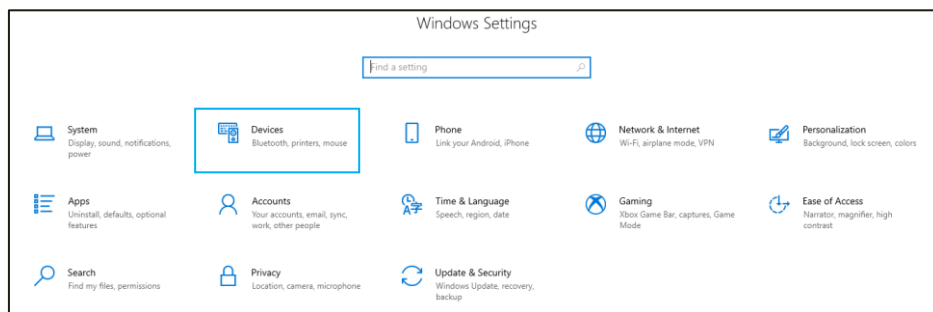 Windows Settings
Find a setting
System
Display, sound, notifications,
power
Devices
Bluetooth, printers, mouse
Phone
Link your Android, iPhone
Network & Internet
Wi-Fi, airplane mode, VPN
Personalization
Background, lock screen, colors
Apps
Uninstall, defaults, optional
features
Accounts
Your accounts, email, sync,
work, other people
Time & Language
Speech, region, date
Gaming
Xbox Game Bar, captures, Game
Mode
Ease of Access
Narrator, magnifier, high
contrast
Search
Find my files, permissions
Privacy
Location, camera, microphone
Update & Security
Windows Update, recovery,
backup